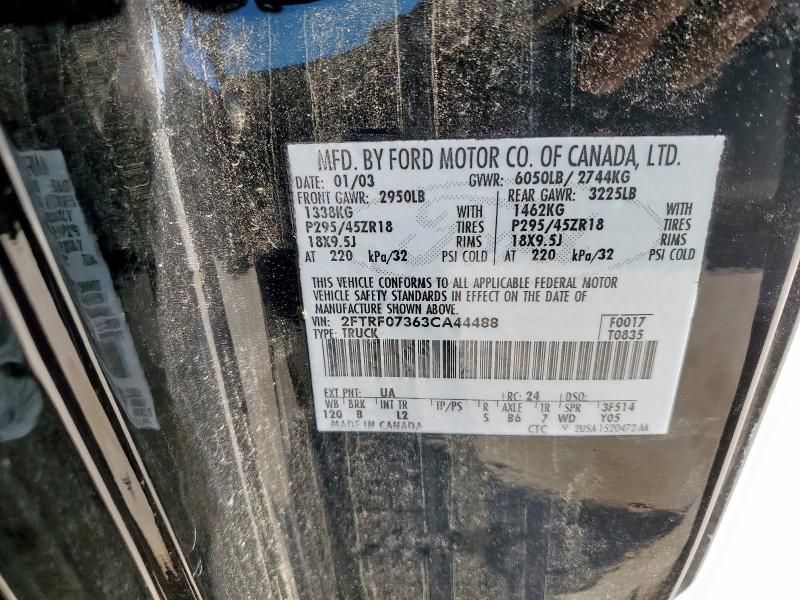 MFD. BY FORD MOTOR CO. OF CANADA, LTD.
DATE: 01/03 GVWR: 6050LB/ 2744KG
FRONT GAWR: 2950LB REAR GAWR: 3225LB
1338KG WITH 1462KG WITH
P295/45ZR18 TIRES P295/45ZR18 TIRES
18X9.5J RIMS 18X9.5J RIMS
AT 220 kPa/32 PSI COLD AT 220 kPa/32 PSI COLD
THIS VEHICLE CONFORMS TO ALL APPLICABLE FEDERAL MOTOR
VEHICLE SAFETY STANDARDS IN EFFECT ON THE DATE OF
MANUFACTURE SHOWN ABOVE.
VIN: 2FTRF07363CA44488 F0017
TYPE: TRUCK T0835
EXT PNT: UA RC: 24 DSO:
WB BRK INT TR TP/PS R AXLE TR SPR 3F514
120 B L2 S B6 7 WD Y05
MADE IN CANADA CTC 2USA-1520472-AA